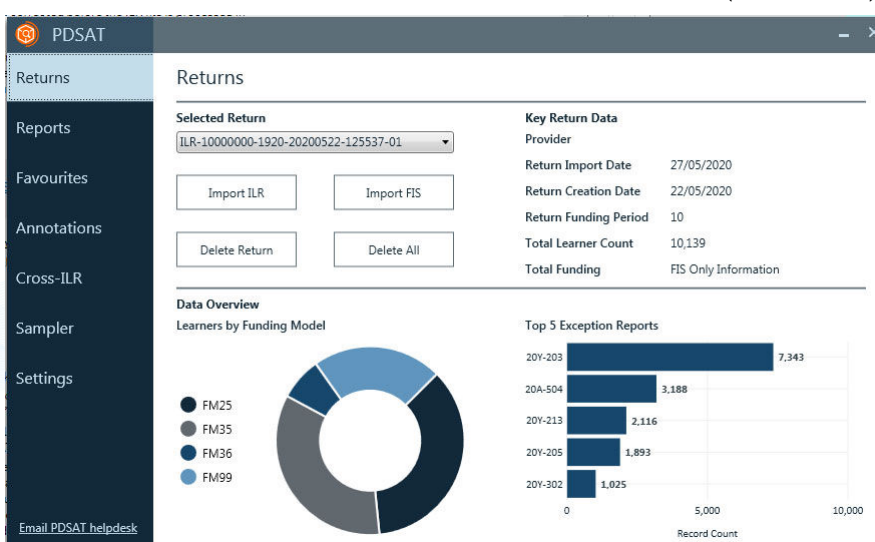 PDSAT
Returns
Reports
Favourites
Annotations
Cross-ILR
Sampler
Settings
Email PDSAT helpdesk
Returns
Selected Return
ILR-10000000-1920-20200522-125537-01
Import ILR
Import FIS
Delete Return
Delete All
Key Return Data
Provider
Return Import Date 27/05/2020
Return Creation Date 22/05/2020
Return Funding Period 10
Total Learner Count 10,139
Total Funding FIS Only Information
Data Overview
Learners by Funding Model
FM25
FM35
FM36
FM99
Top 5 Exception Reports
20Y-203 7,343
20A-504 3,188
20Y-213 2,116
20Y-205 1,893
20Y-302 1,025
0 5,000 10,000
Record Count